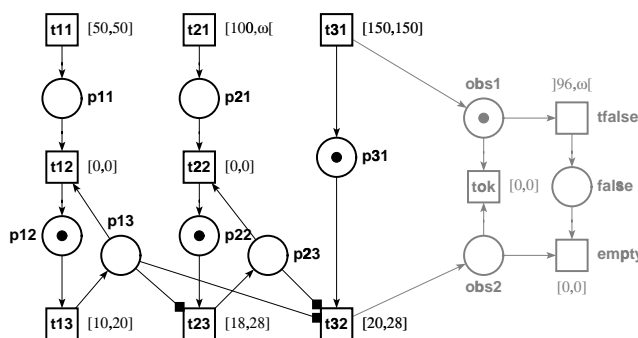 t11 [50,50] t21 [100,ω[ t31 [150,150]
obs1 ]96,ω[
p11 p21 tfalse
t12 [0,0] t22 [0,0] p31
tok [0,0] false
p12 p13 p22 p23
empty
obs2 [0,0]
t13 [10,20] t23 [18,28] t32 [20,28]